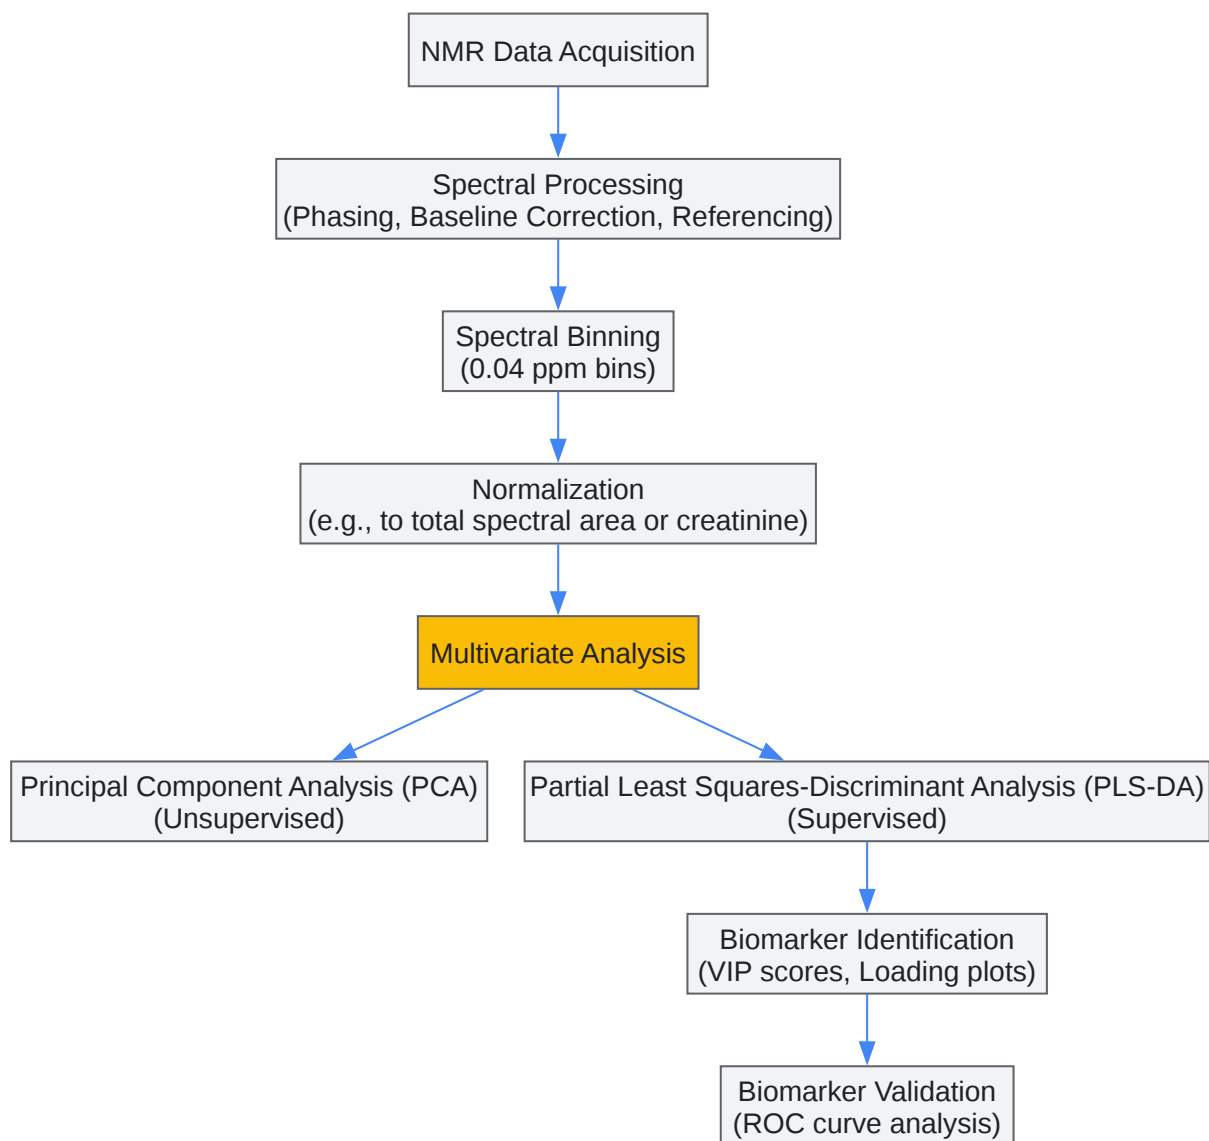 NMR Data Acquisition
Spectral Processing
(Phasing, Baseline Correction, Referencing)
Spectral Binning
(0.04 ppm bins)
Normalization
(e.g., to total spectral area or creatinine)
Multivariate Analysis
Principal Component Analysis (PCA)
(Unsupervised)
Partial Least Squares-Discriminant Analysis (PLS-DA)
(Supervised)
Biomarker Identification
(VIP scores, Loading plots)
Biomarker Validation
(ROC curve analysis)